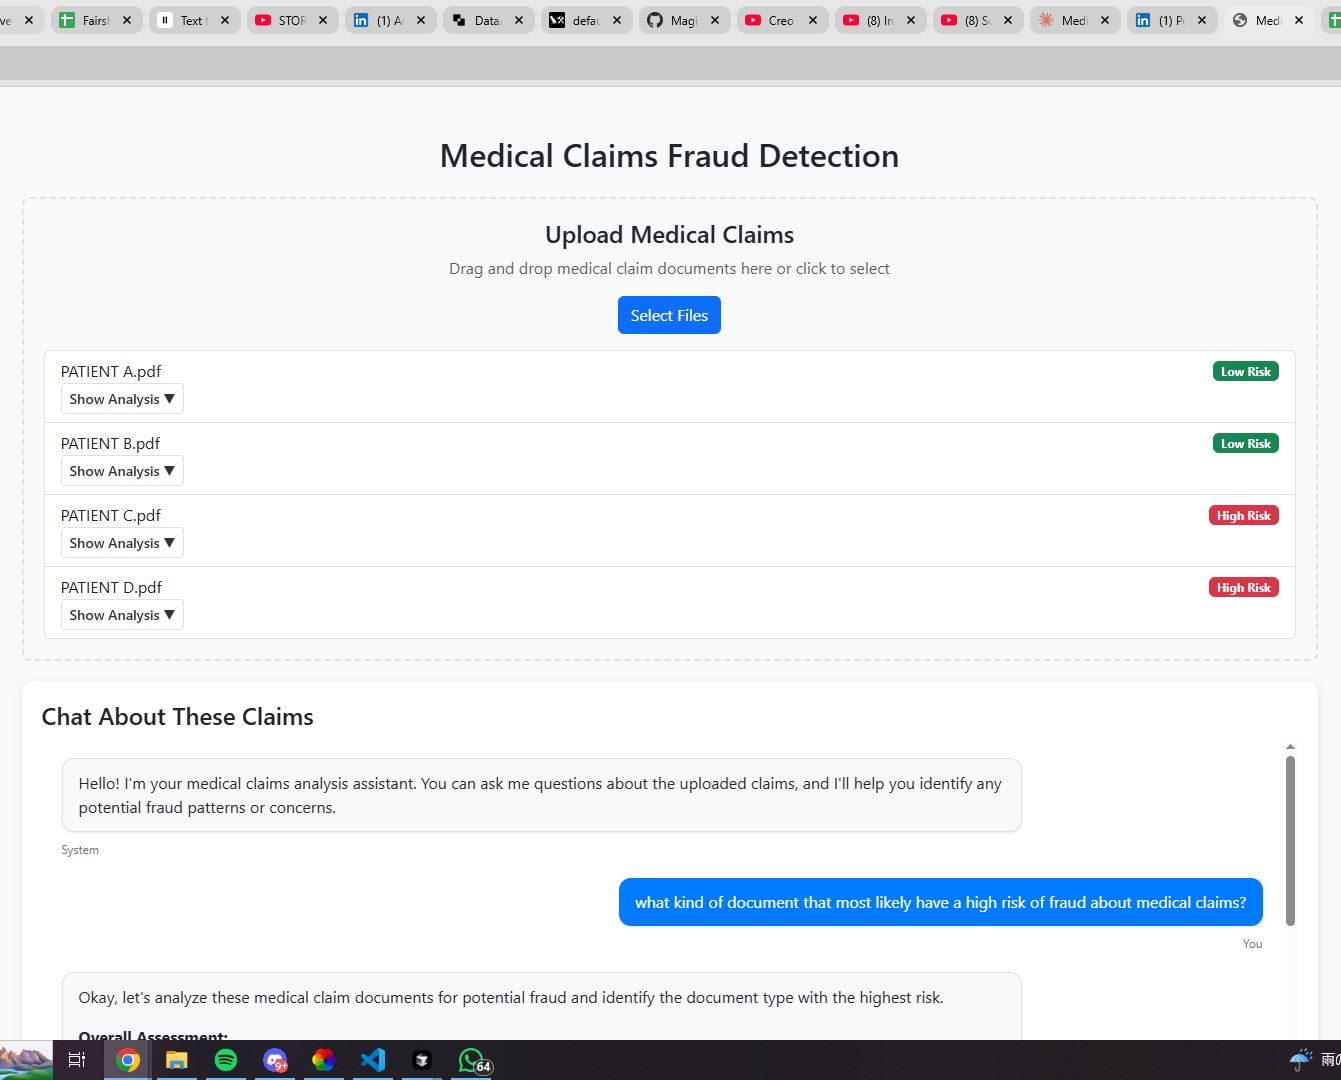 ve
Fairsl
Text t
STOR
(1) A
Data
defau
Magi
Creo
(8) Ir
(8) S
Medi
(1) P
Medi
Medical Claims Fraud Detection
Upload Medical Claims
Drag and drop medical claim documents here or click to select
Select Files
PATIENT A.pdf
Low Risk
Show Analysis ▼
PATIENT B.pdf
Low Risk
Show Analysis ▼
PATIENT C.pdf
High Risk
Show Analysis ▼
PATIENT D.pdf
High Risk
Show Analysis ▼
Chat About These Claims
Hello! I'm your medical claims analysis assistant. You can ask me questions about the uploaded claims, and I'll help you identify any
potential fraud patterns or concerns.
System
what kind of document that most likely have a high risk of fraud about medical claims?
You
Okay, let's analyze these medical claim documents for potential fraud and identify the document type with the highest risk.
Overall Assessment:
9+
64
雨の